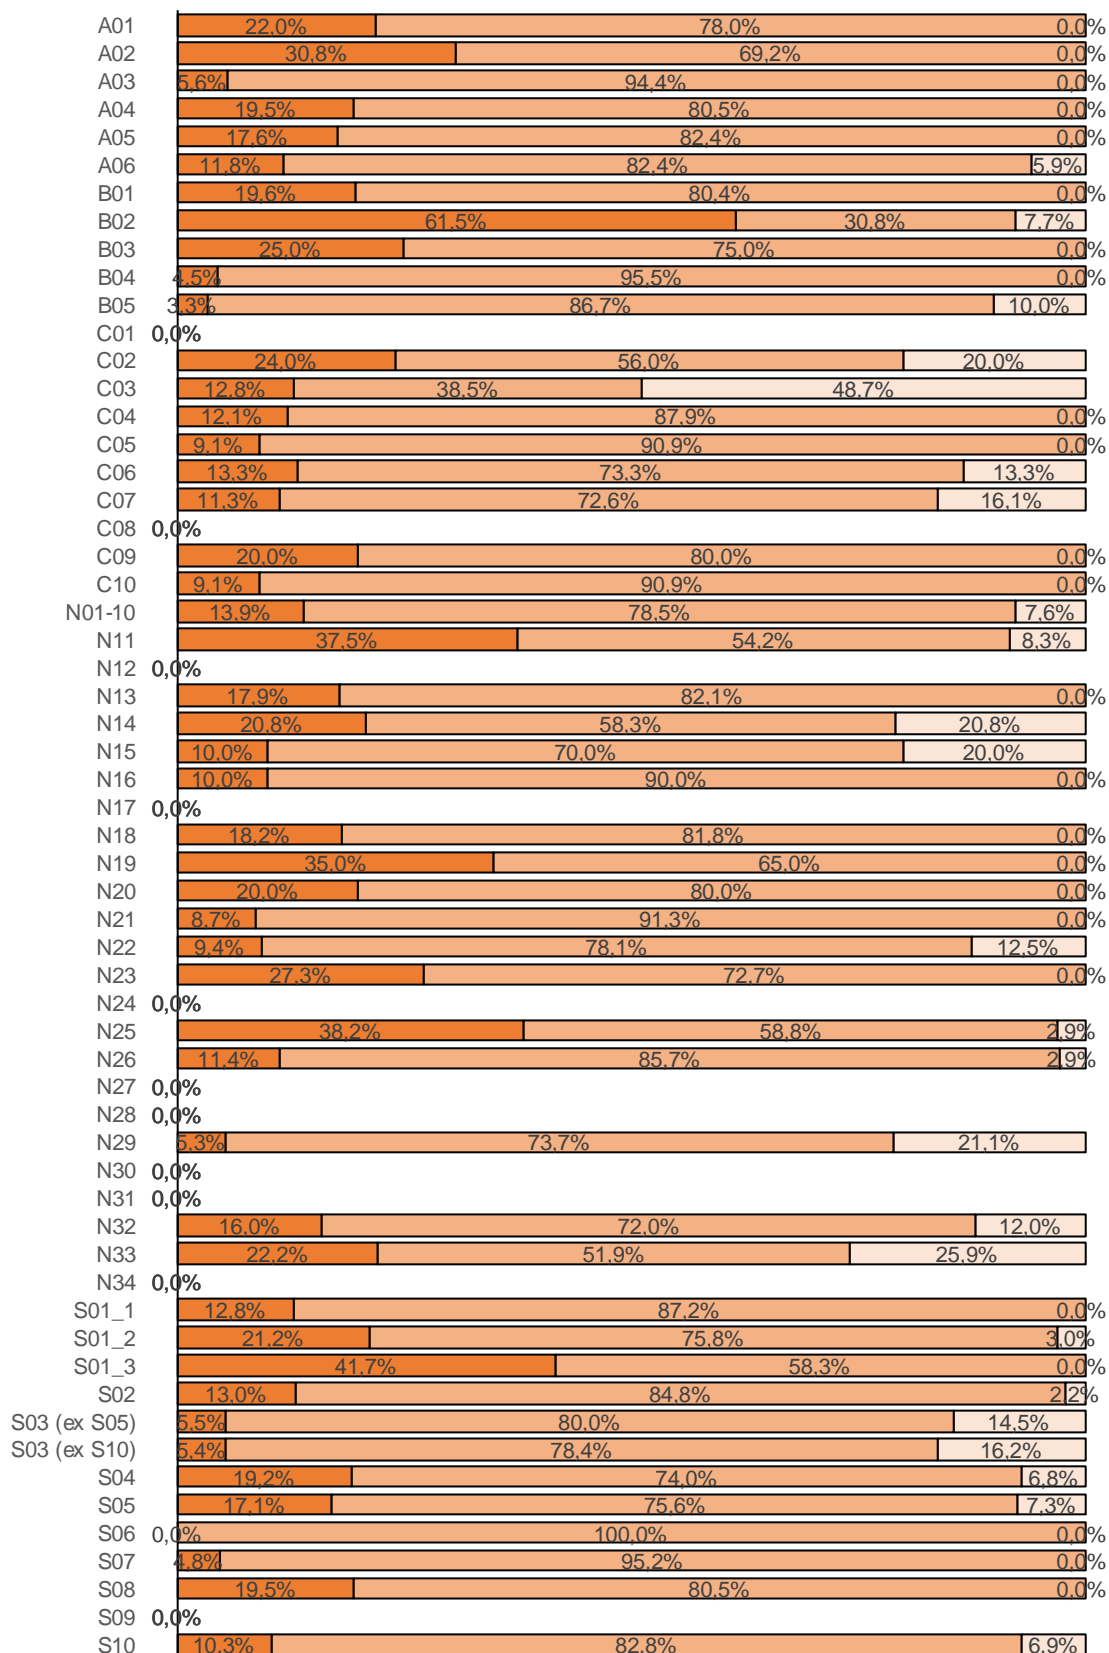 A01 22,0% 78,0% 0,0%
A02 30,8% 69,2% 0,0%
A03 5,6% 94,4% 0,0%
A04 19,5% 80,5% 0,0%
A05 17,6% 82,4% 0,0%
A06 11,8% 82,4% 5,9%
B01 19,6% 80,4% 0,0%
B02 61,5% 30,8% 7,7%
B03 25,0% 75,0% 0,0%
B04 4,5% 95,5% 0,0%
B05 3,3% 86,7% 10,0%
C01 0,0%
C02 24,0% 56,0% 20,0%
C03 12,8% 38,5% 48,7%
C04 12,1% 87,9% 0,0%
C05 9,1% 90,9% 0,0%
C06 13,3% 73,3% 13,3%
C07 11,3% 72,6% 16,1%
C08 0,0%
C09 20,0% 80,0% 0,0%
C10 9,1% 90,9% 0,0%
N01-10 13,9% 78,5% 7,6%
N11 37,5% 54,2% 8,3%
N12 0,0%
N13 17,9% 82,1% 0,0%
N14 20,8% 58,3% 20,8%
N15 10,0% 70,0% 20,0%
N16 10,0% 90,0% 0,0%
N17 0,0%
N18 18,2% 81,8% 0,0%
N19 35,0% 65,0% 0,0%
N20 20,0% 80,0% 0,0%
N21 8,7% 91,3% 0,0%
N22 9,4% 78,1% 12,5%
N23 27,3% 72,7% 0,0%
N24 0,0%
N25 38,2% 58,8% 2,9%
N26 11,4% 85,7% 2,9%
N27 0,0%
N28 0,0%
N29 5,3% 73,7% 21,1%
N30 0,0%
N31 0,0%
N32 16,0% 72,0% 12,0%
N33 22,2% 51,9% 25,9%
N34 0,0%
S01_1 12,8% 87,2% 0,0%
S01_2 21,2% 75,8% 3,0%
S01_3 41,7% 58,3% 0,0%
S02 13,0% 84,8% 2,2%
S03 (ex S05) 5,5% 80,0% 14,5%
S03 (ex S10) 5,4% 78,4% 16,2%
S04 19,2% 74,0% 6,8%
S05 17,1% 75,6% 7,3%
S06 0,0% 100,0% 0,0%
S07 4,8% 95,2% 0,0%
S08 19,5% 80,5% 0,0%
S09 0,0%
S10 10,3% 82,8% 6,9%